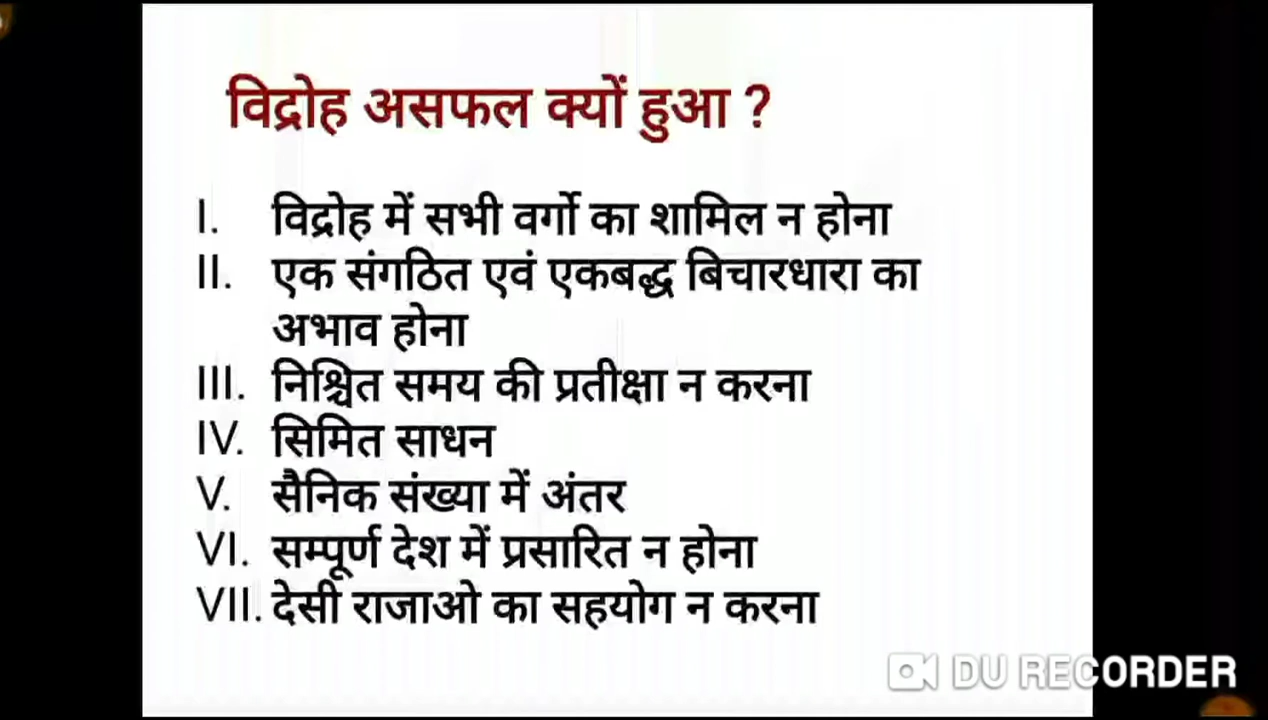 विद्रोह असफल क्यों हुआ ?
I. विद्रोह में सभी वर्गो का शामिल न होना
II. एक संगठित एवं एकबद्ध बिचारधारा का
अभाव होना
III. निश्चित समय की प्रतीक्षा न करना
IV. सिमित साधन
V. सैनिक संख्या में अंतर
VI. सम्पूर्ण देश में प्रसारित न होना
VII. देसी राजाओ का सहयोग न करना
DU RECORDER